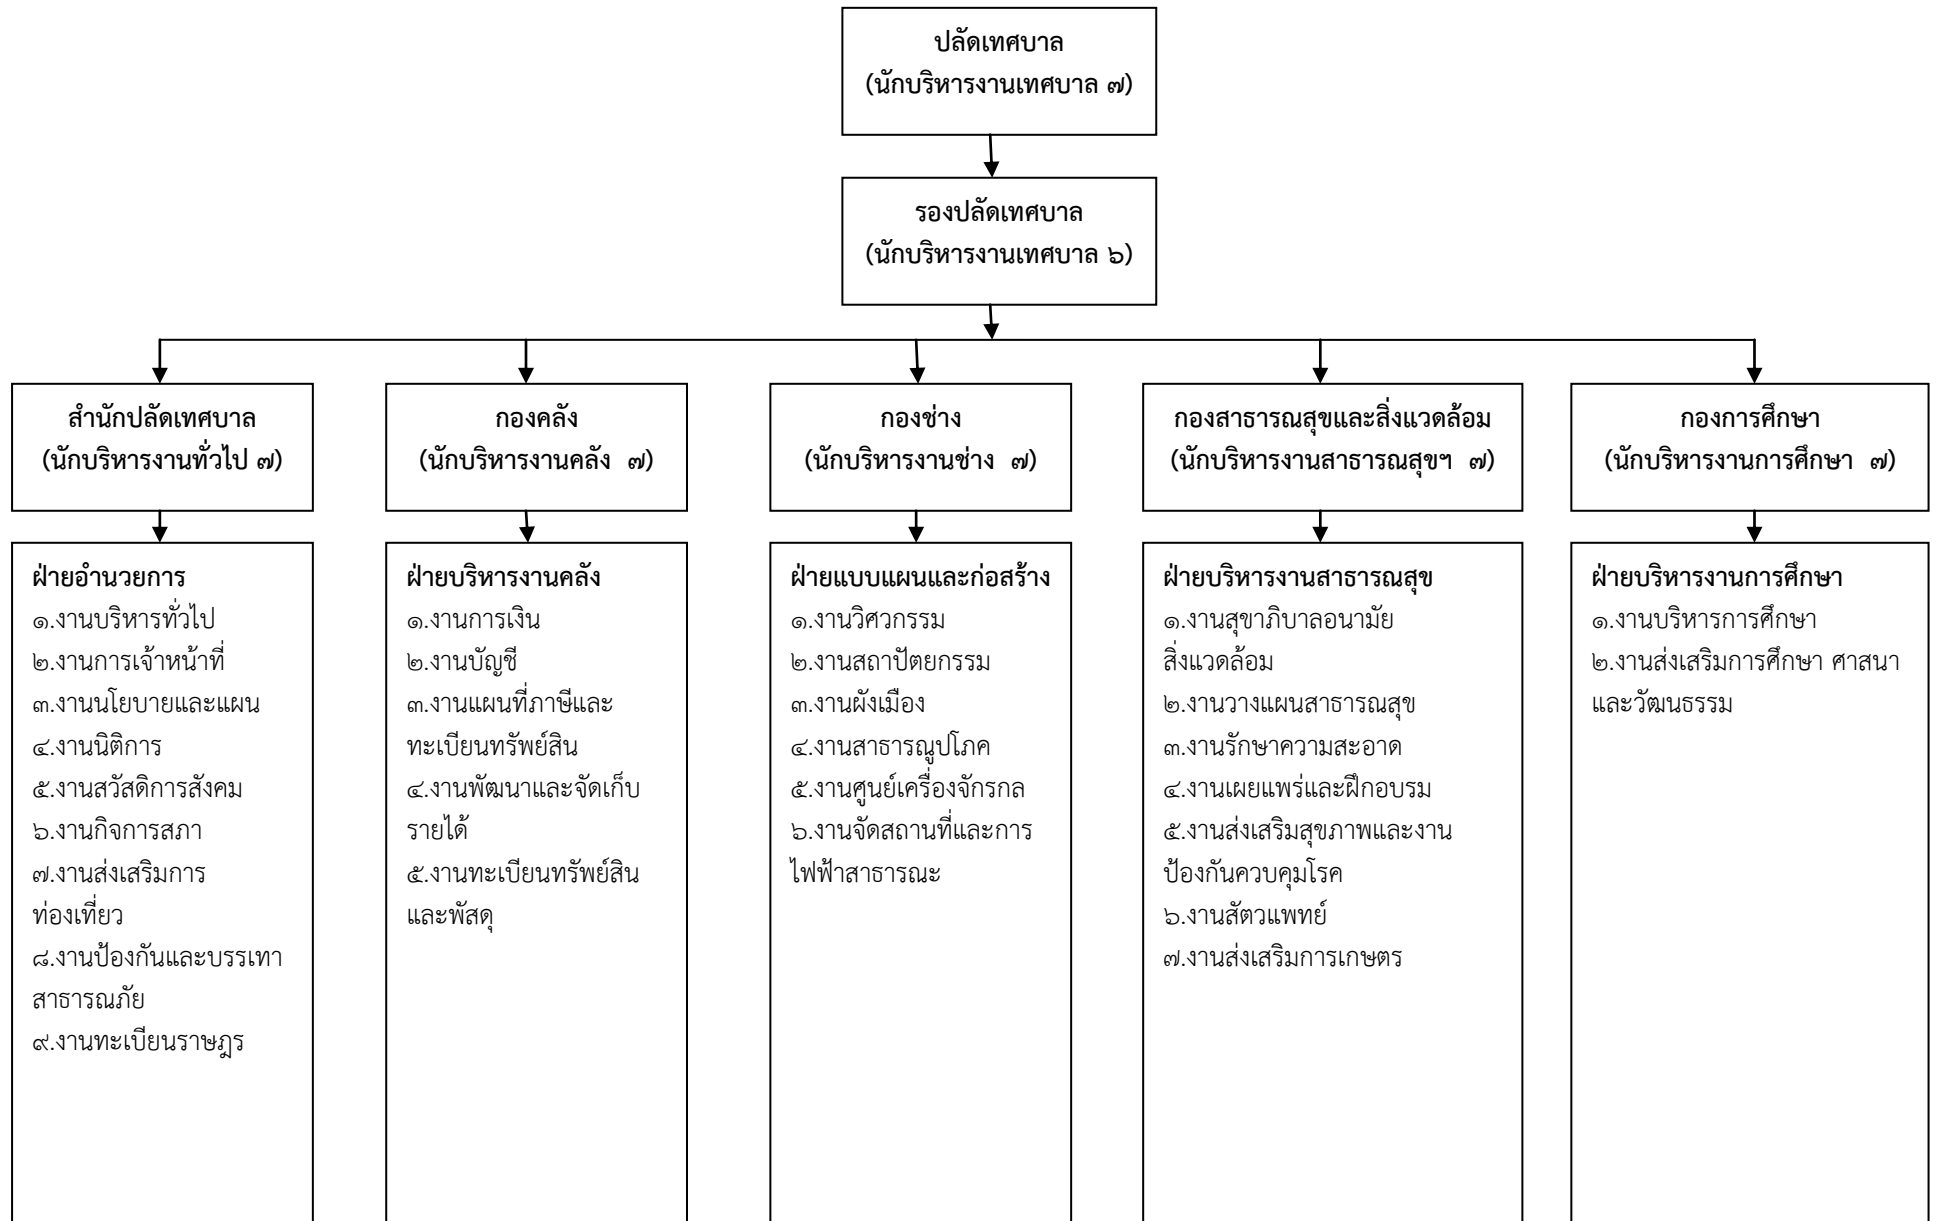 ปลัดเทศบาล
(นักบริหารงานเทศบาล ๗)
รองปลัดเทศบาล
(นักบริหารงานเทศบาล ๖)
สำนักปลัดเทศบาล
(นักบริหารงานทั่วไป ๗)
กองคลัง
(นักบริหารงานคลัง ๗)
กองช่าง
(นักบริหารงานช่าง ๗)
กองสาธารณสุขและสิ่งแวดล้อม
(นักบริหารงานสาธารณสุขฯ ๗)
กองการศึกษา
(นักบริหารงานการศึกษา ๗)
ฝ่ายอำนวยการ
๑.งานบริหารทั่วไป
๒.งานการเจ้าหน้าที่
๓.งานนโยบายและแผน
๔.งานนิติการ
๕.งานสวัสดิการสังคม
๖.งานกิจการสภา
๗.งานส่งเสริมการ
ท่องเที่ยว
๘.งานป้องกันและบรรเทา
สาธารณภัย
๙.งานทะเบียนราษฎร
ฝ่ายบริหารงานคลัง
๑.งานการเงิน
๒.งานบัญชี
๓.งานแผนที่ภาษีและ
ทะเบียนทรัพย์สิน
๔.งานพัฒนาและจัดเก็บ
รายได้
๕.งานทะเบียนทรัพย์สิน
และพัสดุ
ฝ่ายแบบแผนและก่อสร้าง
๑.งานวิศวกรรม
๒.งานสถาปัตยกรรม
๓.งานผังเมือง
๔.งานสาธารณูปโภค
๕.งานศูนย์เครื่องจักรกล
๖.งานจัดสถานที่และการ
ไฟฟ้าสาธารณะ
ฝ่ายบริหารงานสาธารณสุข
๑.งานสุขาภิบาลอนามัย
สิ่งแวดล้อม
๒.งานวางแผนสาธารณสุข
๓.งานรักษาความสะอาด
๔.งานเผยแพร่และฝึกอบรม
๕.งานส่งเสริมสุขภาพและงาน
ป้องกันควบคุมโรค
๖.งานสัตวแพทย์
๗.งานส่งเสริมการเกษตร
ฝ่ายบริหารงานการศึกษา
๑.งานบริหารการศึกษา
๒.งานส่งเสริมการศึกษา ศาสนา
และวัฒนธรรม